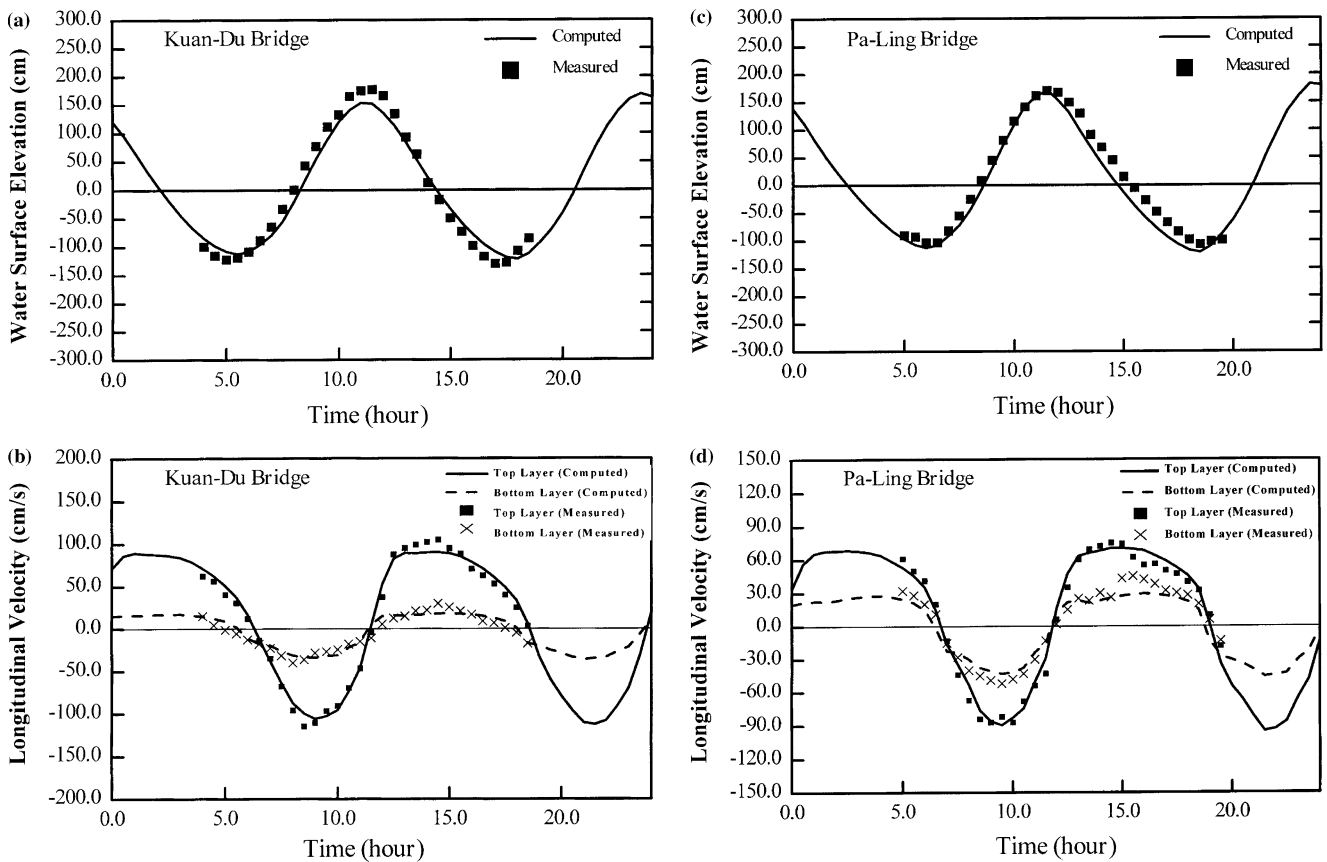 (a)
Kuan-Du Bridge
Computed
Measured
Water Surface Elevation (cm)
300.0
250.0
200.0
150.0
100.0
50.0
0.0
-50.0
-100.0
-150.0
-200.0
-250.0
-300.0
0.0 5.0 10.0 15.0 20.0
Time (hour)
(c)
Pa-Ling Bridge
Computed
Measured
Water Surface Elevation (cm)
300.0
250.0
200.0
150.0
100.0
50.0
0.0
-50.0
-100.0
-150.0
-200.0
-250.0
-300.0
0.0 5.0 10.0 15.0 20.0
Time (hour)
(b)
Kuan-Du Bridge
Top Layer (Computed)
Bottom Layer (Computed)
Top Layer (Measured)
Bottom Layer (Measured)
Longitudinal Velocity (cm/s)
200.0
150.0
100.0
50.0
0.0
-50.0
-100.0
-150.0
-200.0
0.0 5.0 10.0 15.0 20.0
Time (hour)
(d)
Pa-Ling Bridge
Top Layer (Computed)
Bottom Layer (Computed)
Top Layer (Measured)
Bottom Layer (Measured)
Longitudinal Velocity (cm/s)
150.0
120.0
90.0
60.0
30.0
0.0
-30.0
-60.0
-90.0
-120.0
-150.0
0.0 5.0 10.0 15.0 20.0
Time (hour)